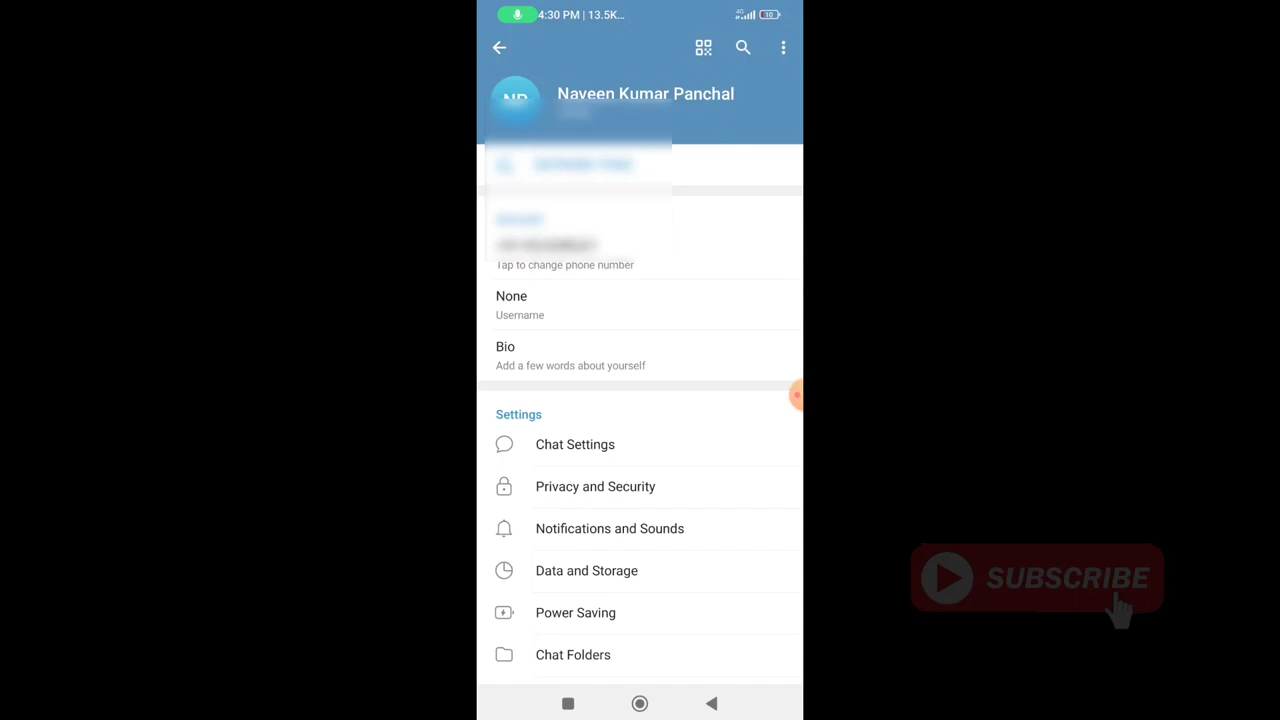 4:30 PM | 13.5K...
4G
10
Naveen Kumar Panchal
Tap to change phone number
None
Username
Bio
Add a few words about yourself
Settings
Chat Settings
Privacy and Security
Notifications and Sounds
Data and Storage
Power Saving
Chat Folders
SUBSCRIBE